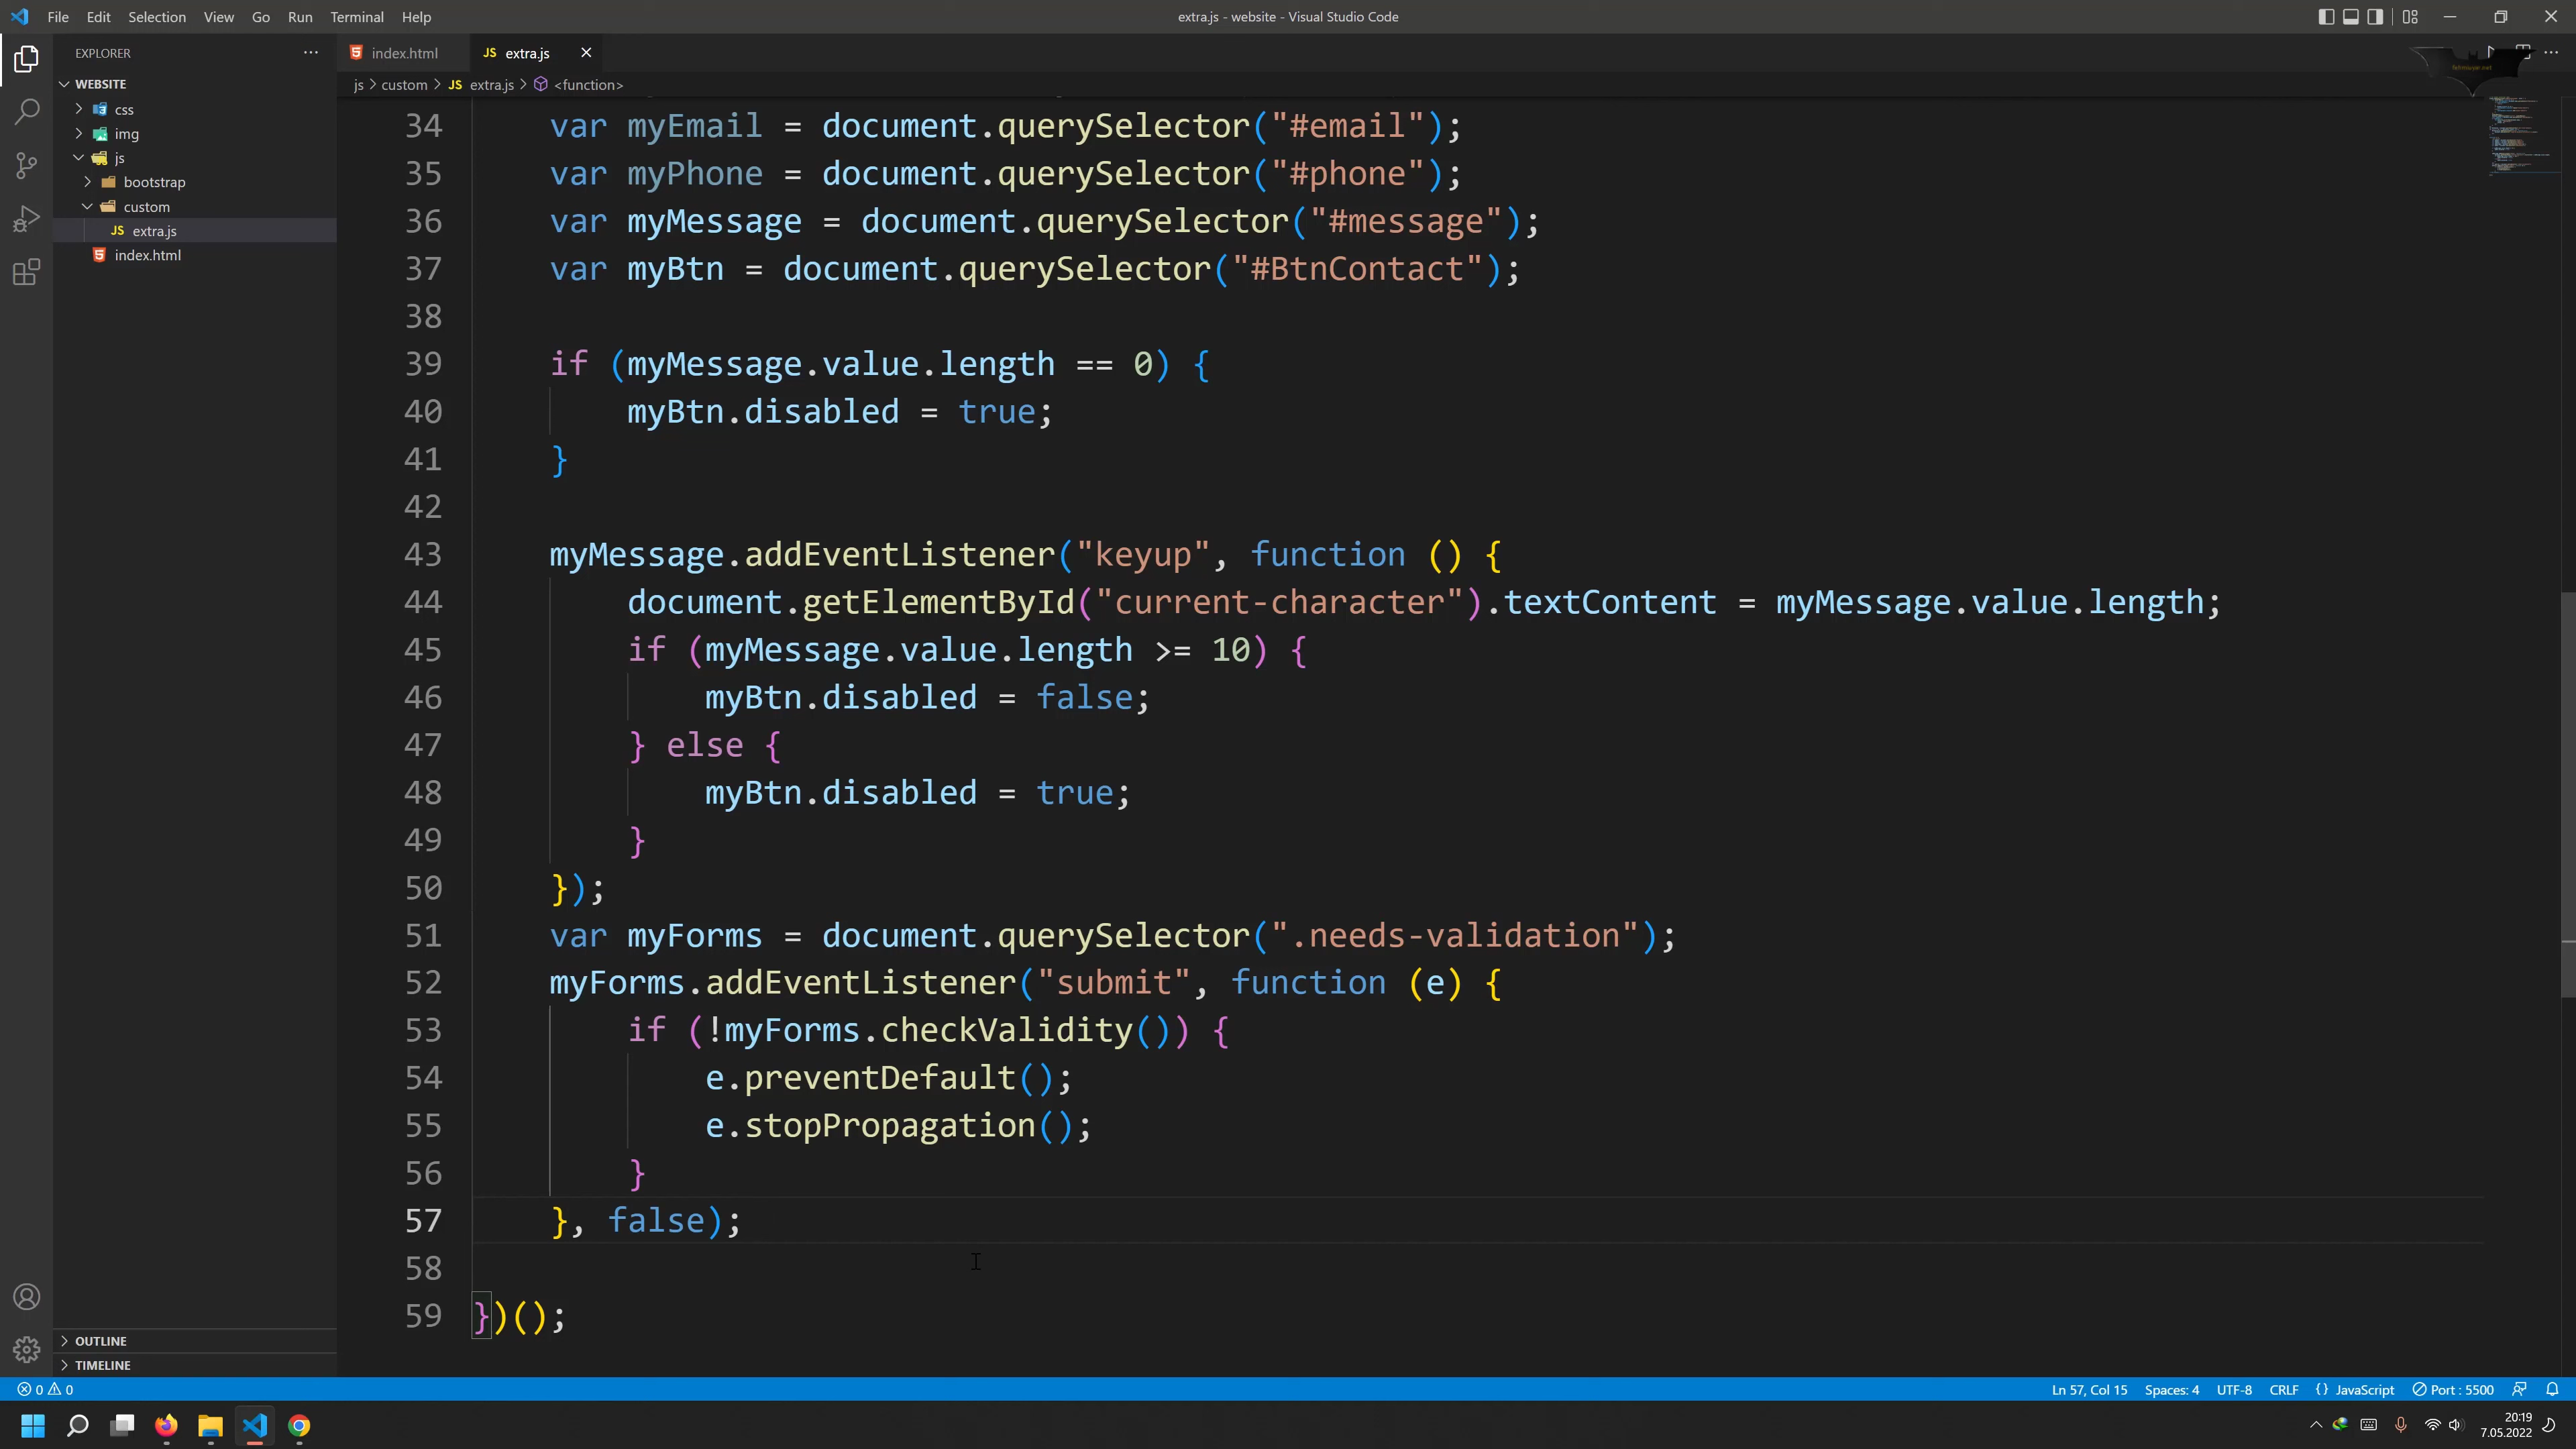 File Edit Selection View Go Run Terminal Help
extra.js - website - Visual Studio Code
EXPLORER
WEBSITE
css
img
js
bootstrap
custom
JS extra.js
index.html
OUTLINE
TIMELINE
index.html
JS extra.js
js > custom > JS extra.js > <function>
34 var myEmail = document.querySelector("#email");
35 var myPhone = document.querySelector("#phone");
36 var myMessage = document.querySelector("#message");
37 var myBtn = document.querySelector("#BtnContact");
38
39 if (myMessage.value.length == 0) {
40 myBtn.disabled = true;
41 }
42
43 myMessage.addEventListener("keyup", function () {
44 document.getElementById("current-character").textContent = myMessage.value.length;
45 if (myMessage.value.length >= 10) {
46 myBtn.disabled = false;
47 } else {
48 myBtn.disabled = true;
49 }
50 });
51 var myForms = document.querySelector(".needs-validation");
52 myForms.addEventListener("submit", function (e) {
53 if (!myForms.checkValidity()) {
54 e.preventDefault();
55 e.stopPropagation();
56 }
57 }, false);
58
59 })();
0 0
Ln 57, Col 15 Spaces: 4 UTF-8 CRLF {} JavaScript Port : 5500
20:19
7.05.2022